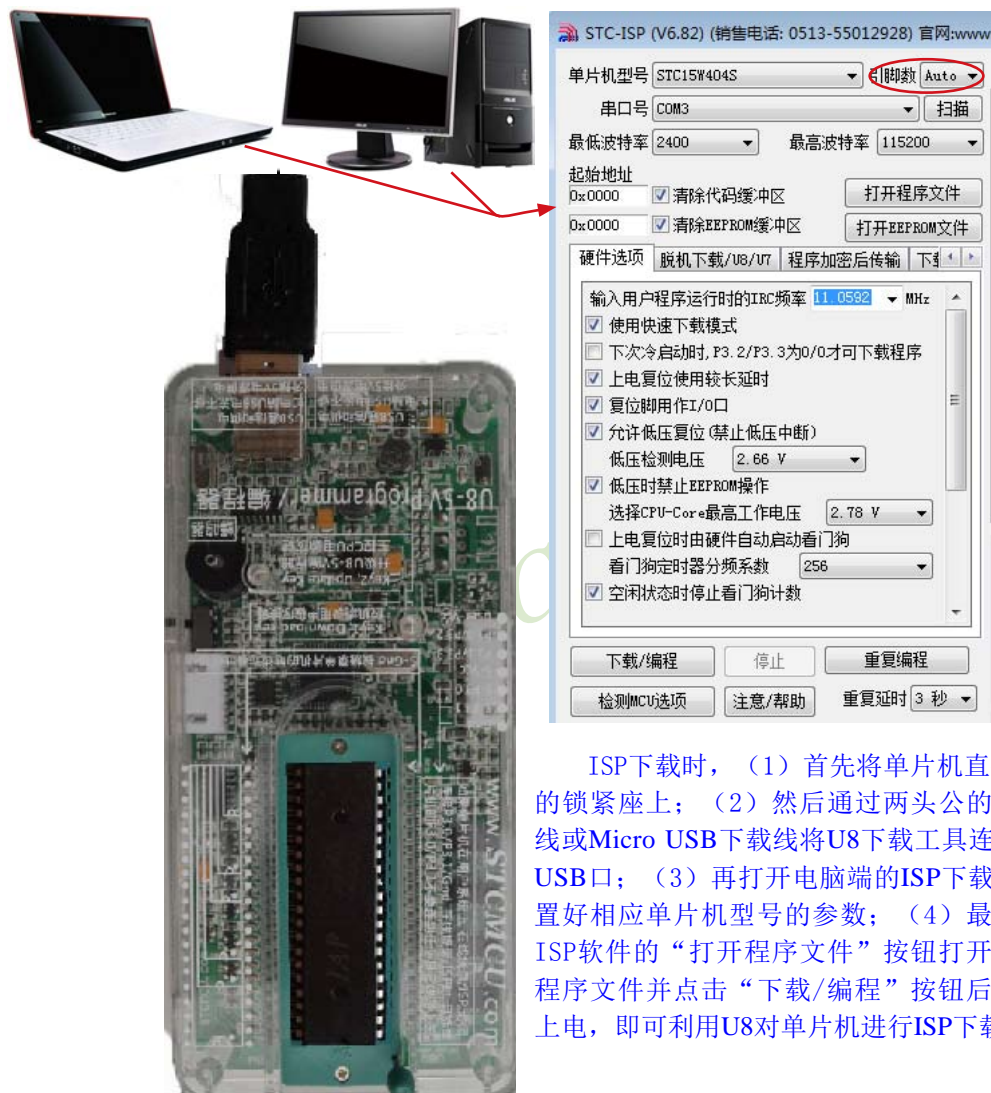 STC-ISP (V6.82) (销售电话: 0513-55012928) 官网:www
单片机型号 STC15W404S 引脚数 Auto
串口号 COM3 扫描
最低波特率 2400 最高波特率 115200
起始地址
0x0000 清除代码缓冲区 打开程序文件
0x0000 清除EEPROM缓冲区 打开EEPROM文件
硬件选项 脱机下载/U8/U7 程序加密后传输
输入用户程序运行时的IRC频率 11.0592 MHz
使用快速下载模式
下次冷启动时,P3.2/P3.3为0/0才可下载程序
上电复位使用较长延时
复位脚用作I/O口
允许低压复位(禁止低压中断)
低压检测电压 2.66 V
低压时禁止EEPROM操作
选择CPU-Core最高工作电压 2.78 V
上电复位时由硬件自动启动看门狗
看门狗定时器分频系数 256
空闲状态时停止看门狗计数
下载/编程 停止 重复编程
检测MCU选项 注意/帮助 重复延时 3 秒
U8-5V Programmer / 编程器
www.STCMCU.com
ISP下载时，（1）首先将单片机直
的锁紧座上；（2）然后通过两头公的
线或Micro USB下载线将U8下载工具连
USB口；（3）再打开电脑端的ISP下载
置好相应单片机型号的参数；（4）最
ISP软件的“打开程序文件”按钮打开
程序文件并点击“下载/编程”按钮后
上电，即可利用U8对单片机进行ISP下载